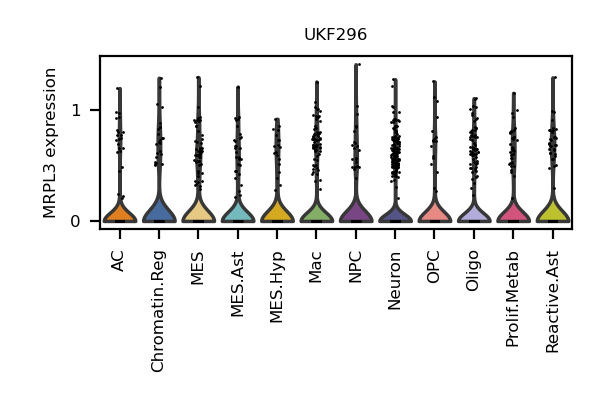 UKF296
MRPL3 expression
1
0
AC
Chromatin.Reg
MES
MES.Ast
MES.Hyp
Mac
NPC
Neuron
OPC
Oligo
Prolif.Metab
Reactive.Ast